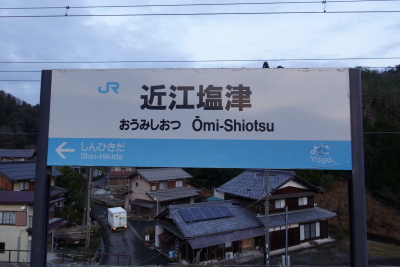 JR
近江塩津
おうみしおつ Ōmi-Shiotsu
←しんひきだ
Shin-Hikida
よご
Yogo